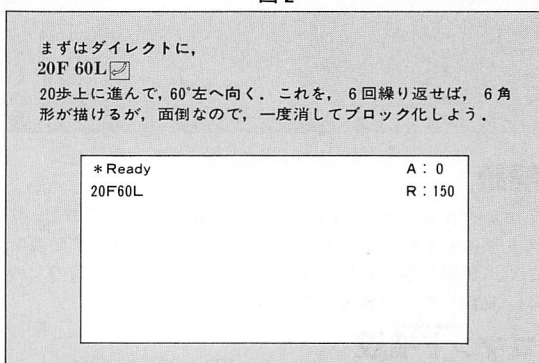 図2
まずはダイレクトに，
20F 60L
20歩上に進んで，60°左へ向く．これを，6回繰り返せば，6角
形が描けるが，面倒なので，一度消してブロック化しよう．
*Ready A：0
20F60L R：150